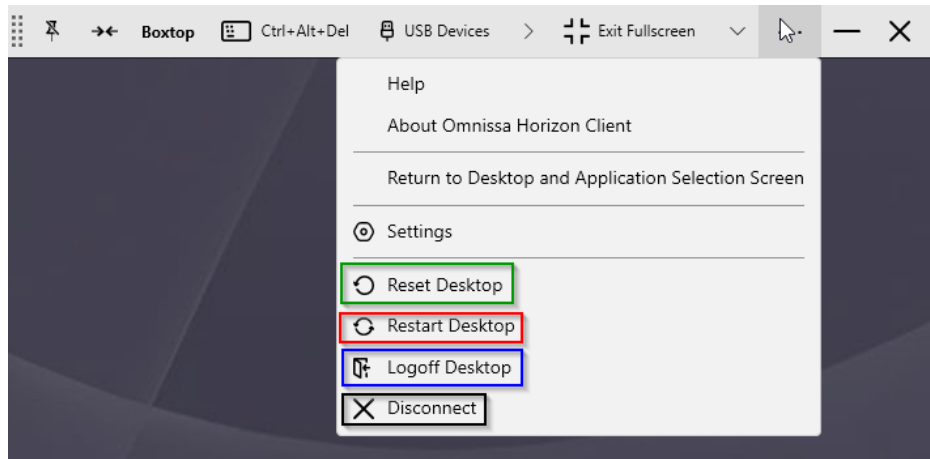 Boxtop Ctrl+Alt+Del USB Devices Exit Fullscreen
Help
About Omnissa Horizon Client
Return to Desktop and Application Selection Screen
Settings
Reset Desktop
Restart Desktop
Logoff Desktop
Disconnect